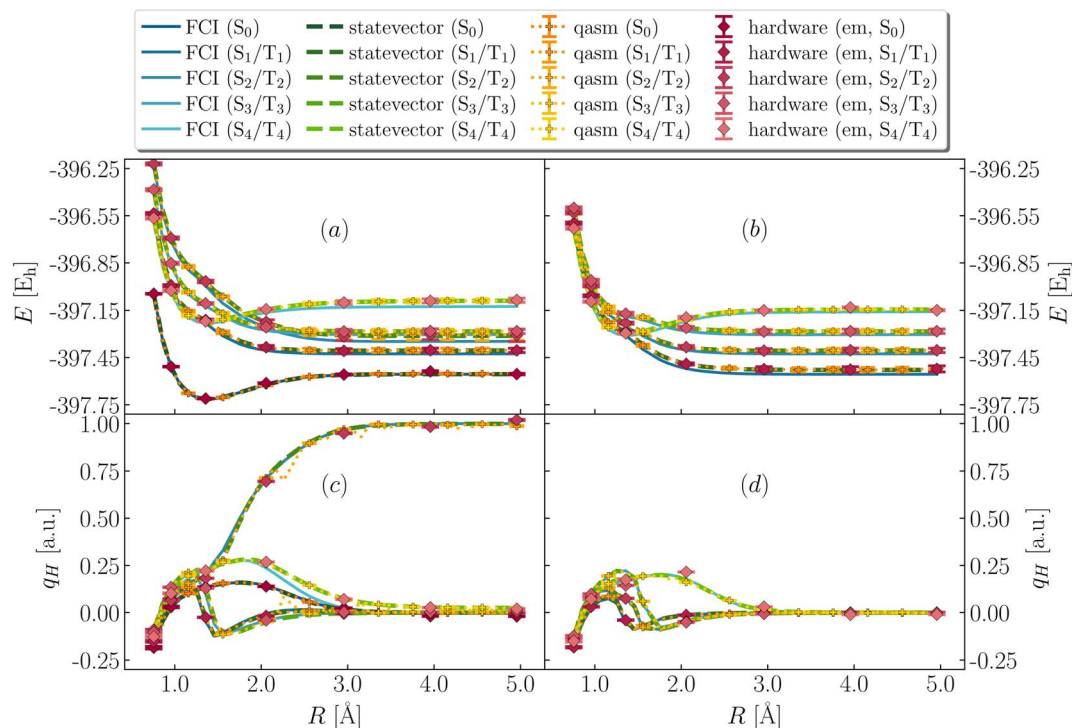 FCI (S₀) statevector (S₀) qasm (S₀) hardware (em, S₀)
FCI (S₁/T₁) statevector (S₁/T₁) qasm (S₁/T₁) hardware (em, S₁/T₁)
FCI (S₂/T₂) statevector (S₂/T₂) qasm (S₂/T₂) hardware (em, S₂/T₂)
FCI (S₃/T₃) statevector (S₃/T₃) qasm (S₃/T₃) hardware (em, S₃/T₃)
FCI (S₄/T₄) statevector (S₄/T₄) qasm (S₄/T₄) hardware (em, S₄/T₄)
-396.25 -396.25
-396.55 -396.55
(a) (b)
-396.85 -396.85
E [Eₕ] E [Eₕ]
-397.15 -397.15
-397.45 -397.45
-397.75 -397.75
1.00 1.00
0.75 0.75
(c) (d)
0.50 0.50
q_H [a.u.] q_H [a.u.]
0.25 0.25
0.00 0.00
-0.25 -0.25
1.0 2.0 3.0 4.0 5.0 1.0 2.0 3.0 4.0 5.0
R [Å] R [Å]